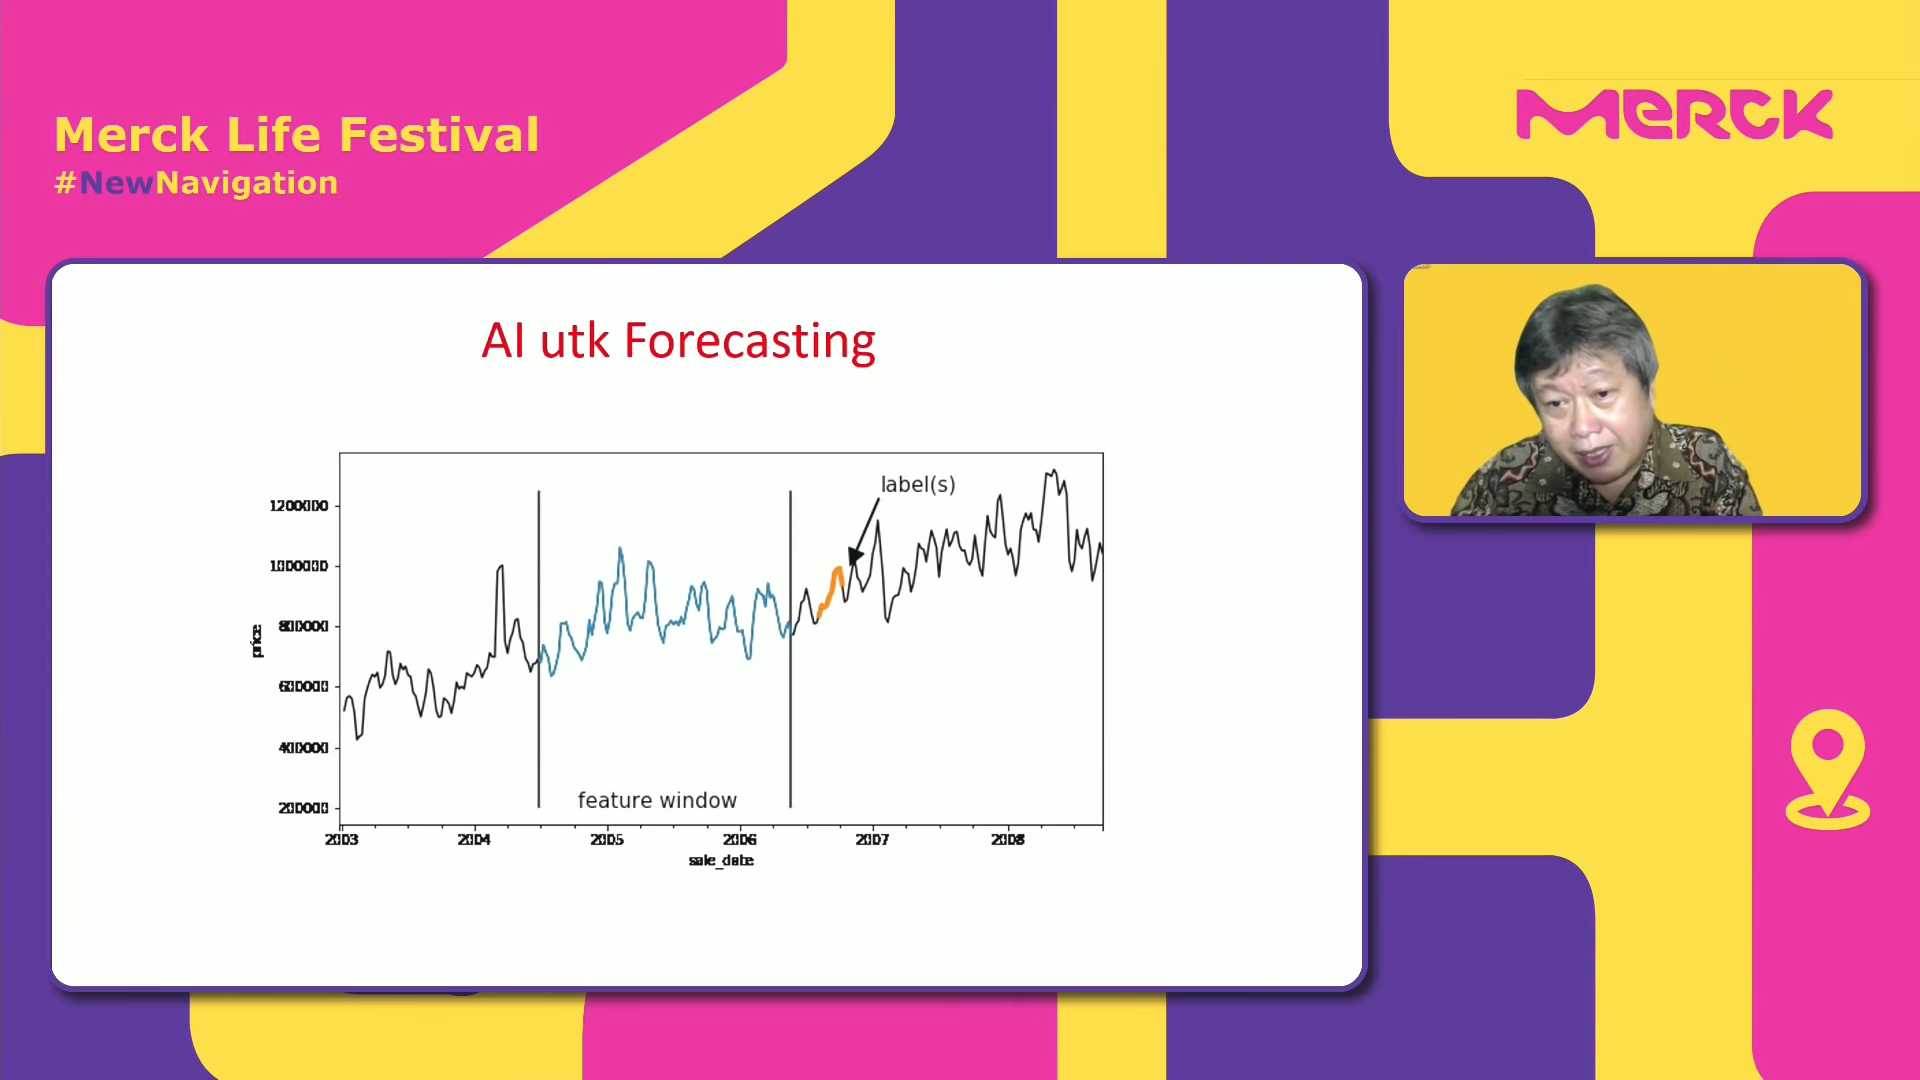 Merck Life Festival
#NewNavigation
MERCK
AI utk Forecasting
label(s)
1200000
1000000
800000
600000
400000
200000
price
feature window
2003 2004 2005 2006 2007 2008
sale_date